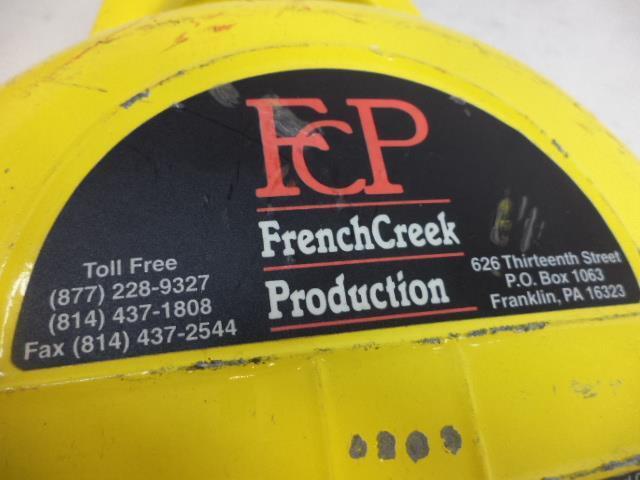 FCP
FrenchCreek
Production
Toll Free
(877) 228-9327
(814) 437-1808
Fax (814) 437-2544
626 Thirteenth Street
P.O. Box 1063
Franklin, PA 16323